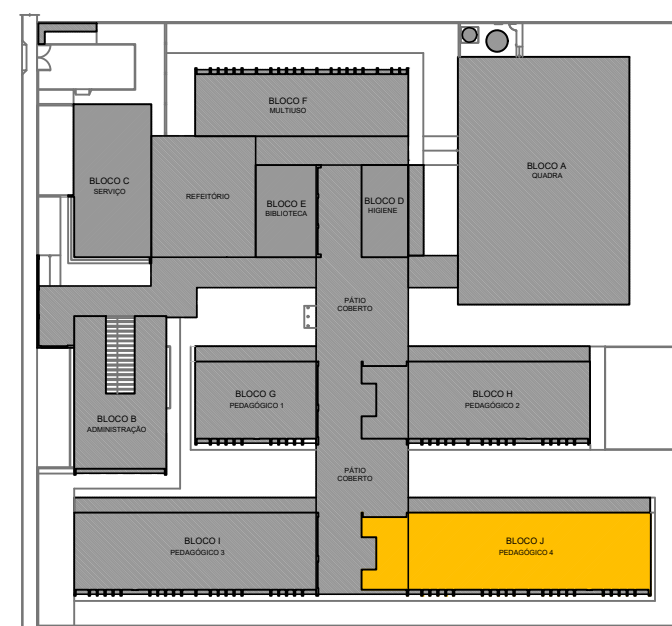 BLOCO F
MULTIUSO
BLOCO A
QUADRA
BLOCO C
SERVIÇO
REFEITÓRIO
BLOCO E
BIBLIOTECA
BLOCO D
HIGIENE
PÁTIO
COBERTO
BLOCO G
PEDAGÓGICO 1
BLOCO H
PEDAGÓGICO 2
BLOCO B
ADMINISTRAÇÃO
PÁTIO
COBERTO
BLOCO I
PEDAGÓGICO 3
BLOCO J
PEDAGÓGICO 4